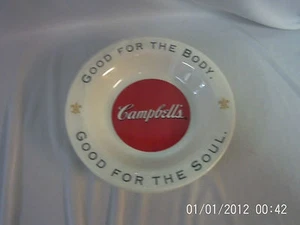 GOOD FOR THE BODY.
Campbell's
GOOD FOR THE SOUL.
01/01/2012 00:42